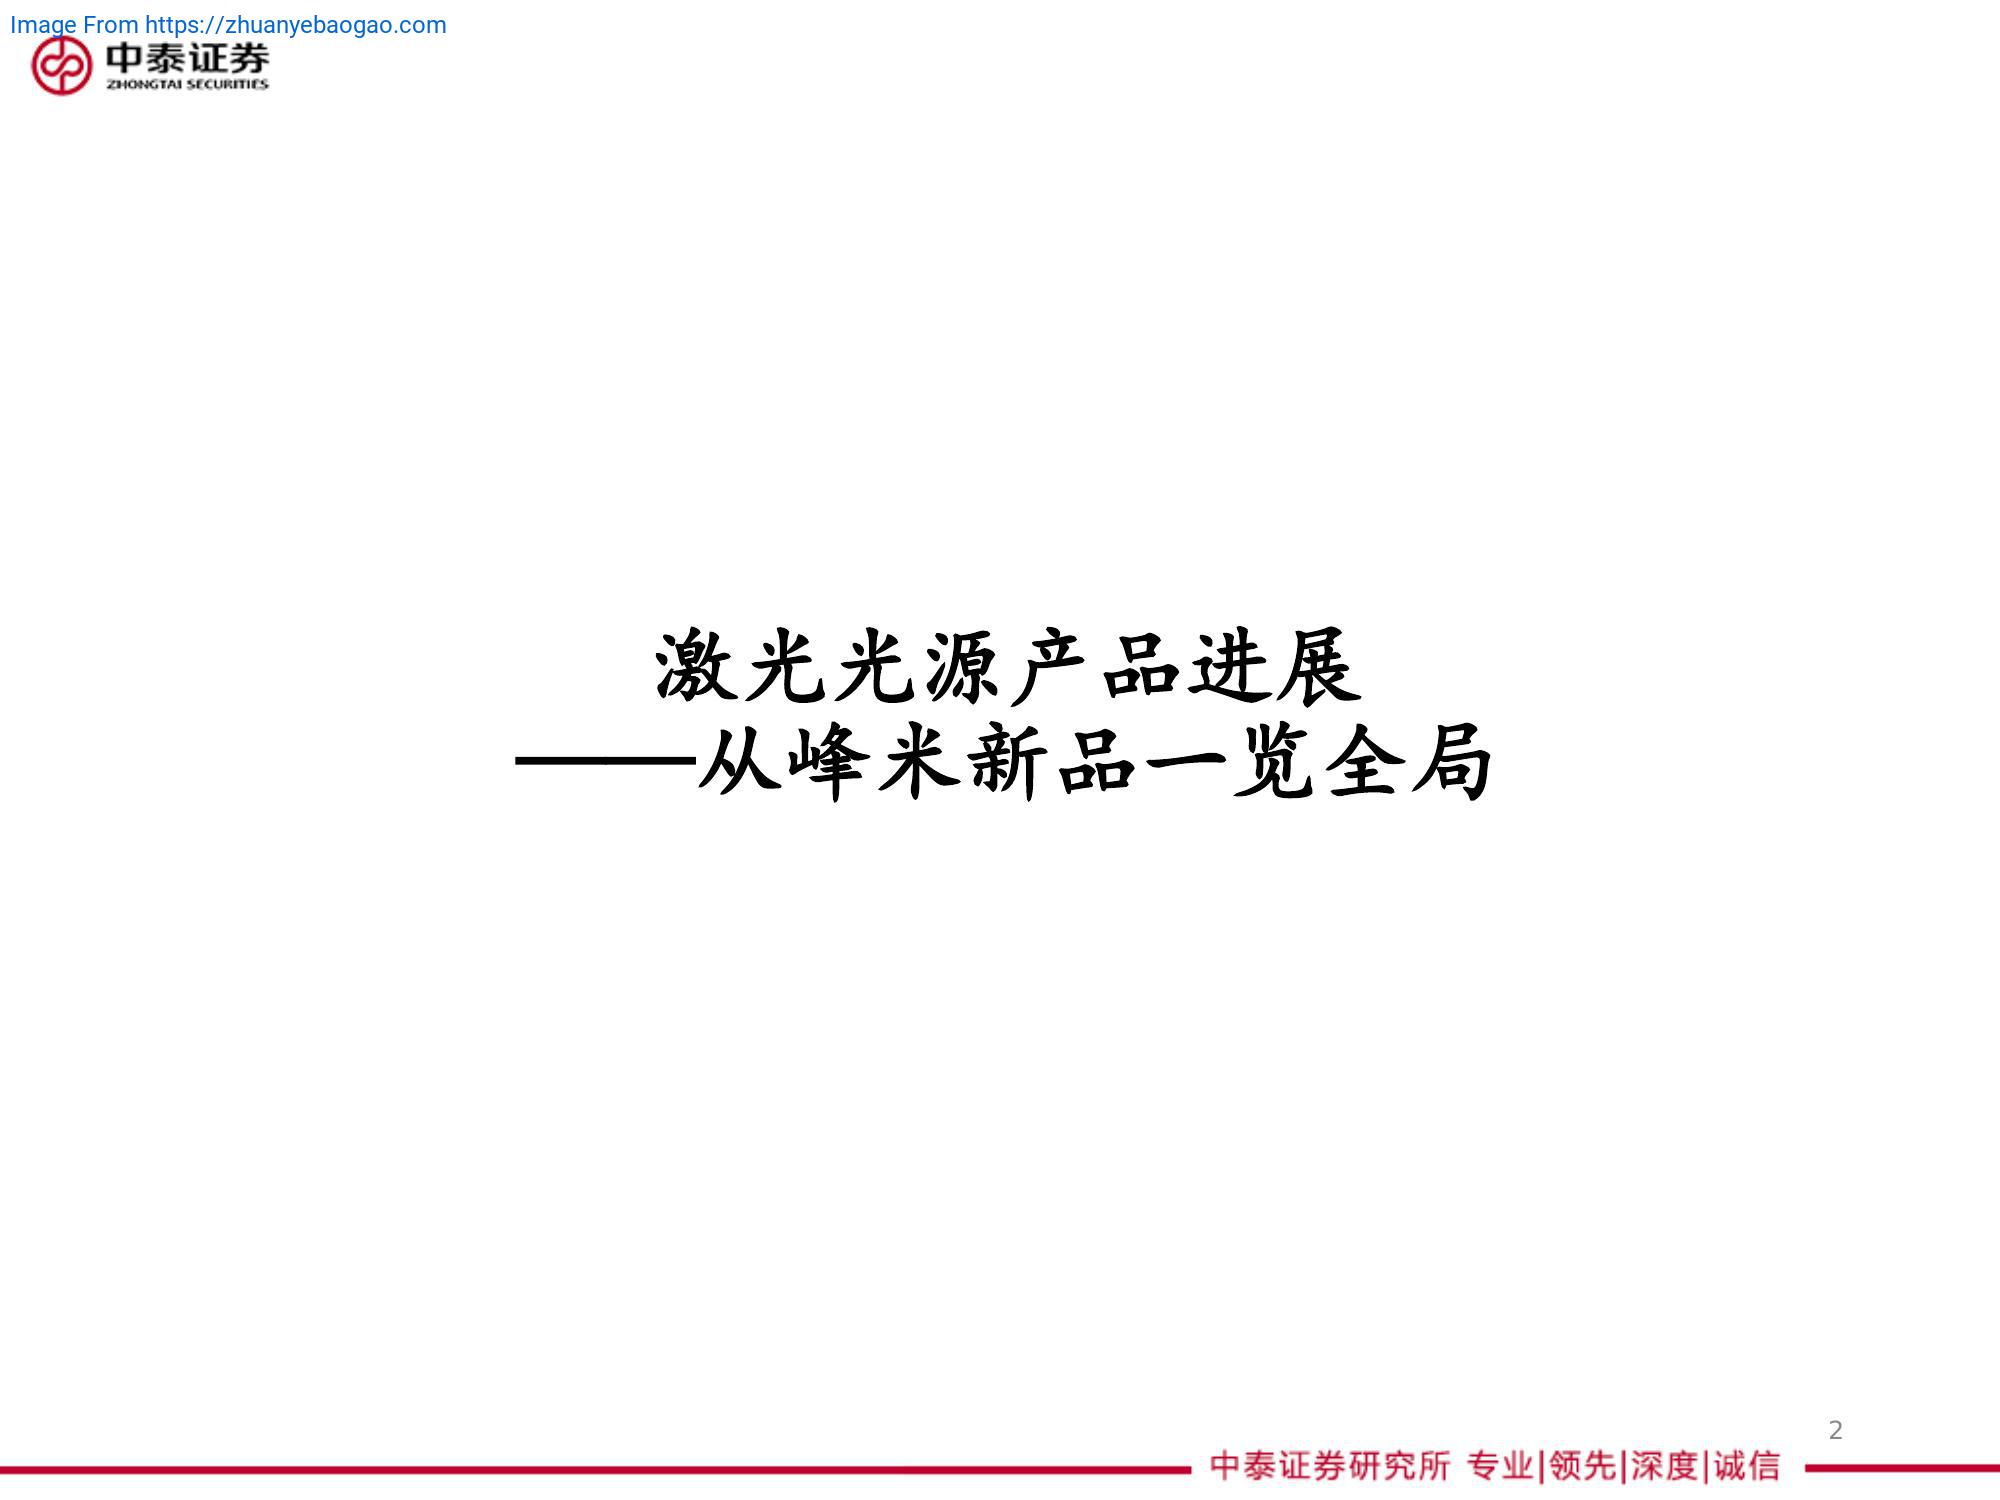 Image From https://zhuanyebaogao.com
中泰证券
ZHONGTAI SECURITIES
激光光源产品进展
——从峰米新品一览全局
2
中泰证券研究所 专业|领先|深度|诚信